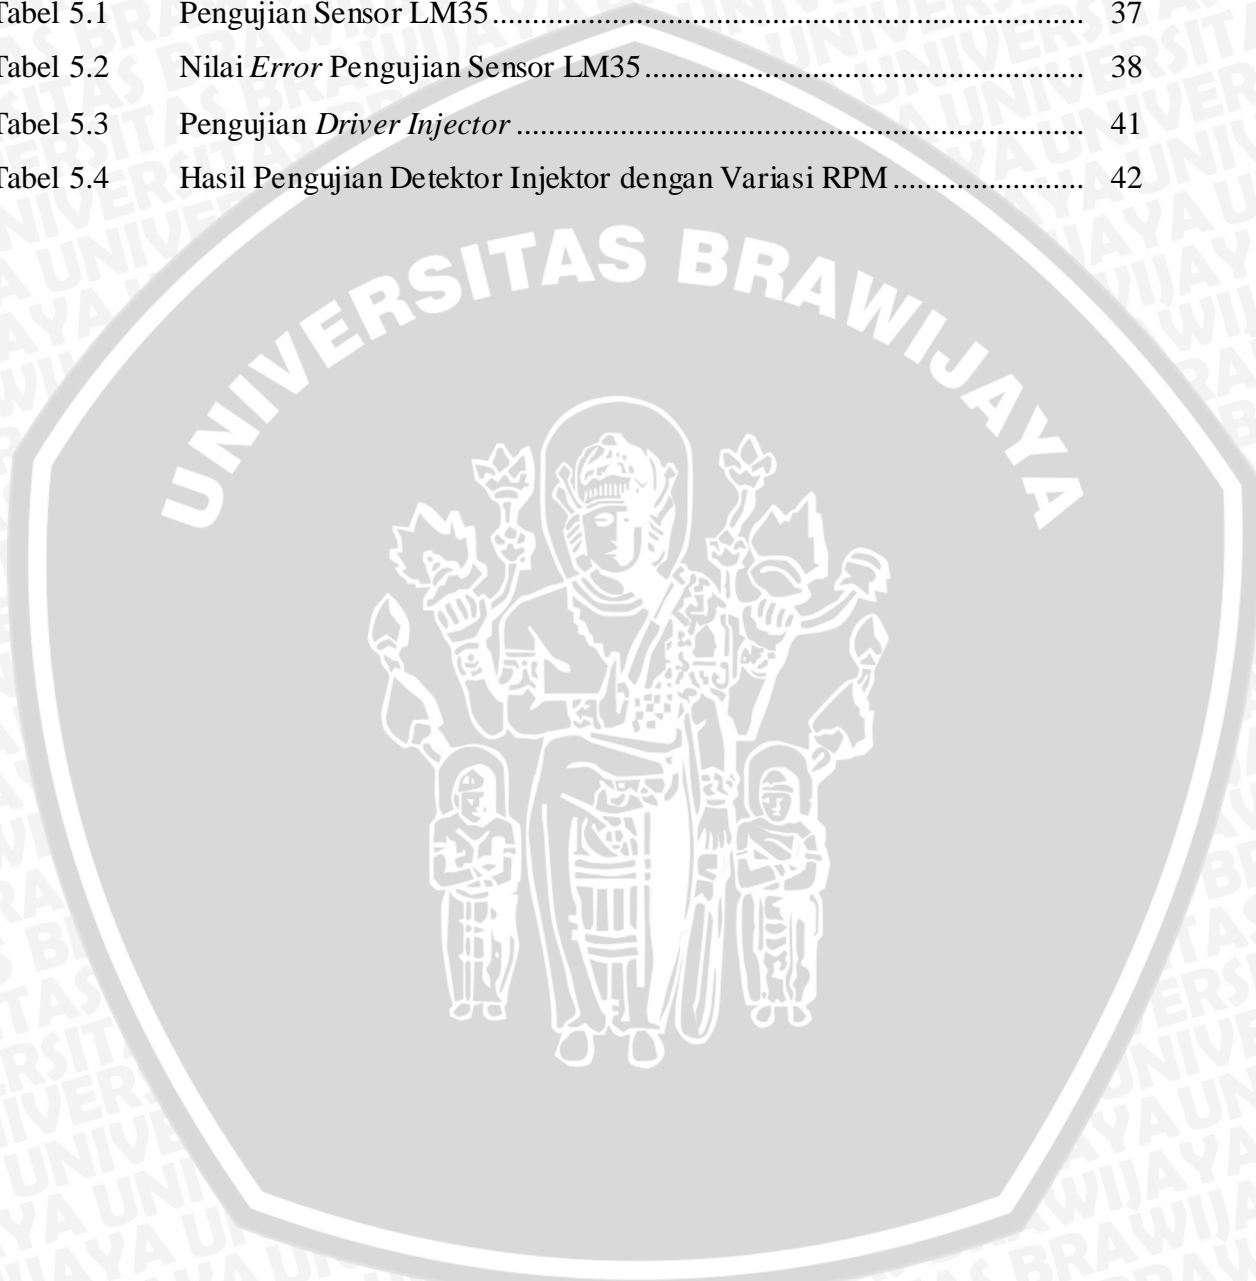 Tabel 5.1 Pengujian Sensor LM35.......................................................................... 37
Tabel 5.2 Nilai Error Pengujian Sensor LM35....................................................... 38
Tabel 5.3 Pengujian Driver Injector ....................................................................... 41
Tabel 5.4 Hasil Pengujian Detektor Injektor dengan Variasi RPM ........................ 42
UNIVERSITAS BRAWIJAYA